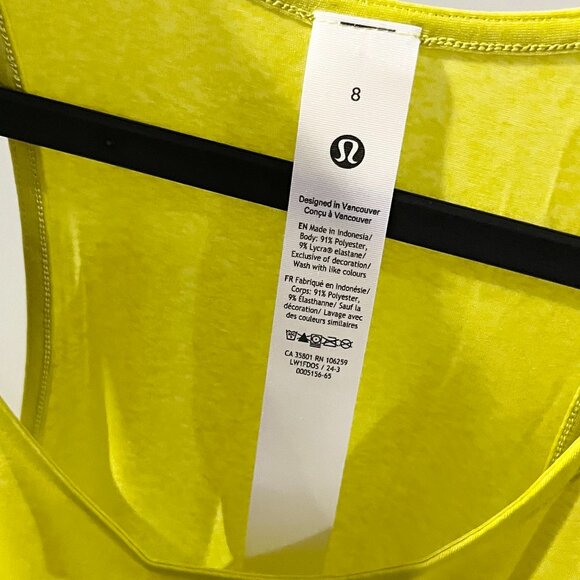 8
Designed in Vancouver
Conçu à Vancouver
EN Made in Indonesia/
Body: 91% Polyester,
9% Lycra® elastane/
Exclusive of decoration/
Wash with like colours
FR Fabriqué en Indonésie/
Corps: 91% Polyester,
9% Élasthanne/ Sauf la
décoration/ Lavage avec
des couleurs similaires
CA 35801 RN 106259
LW1FDOS / 24-3
0005156-65